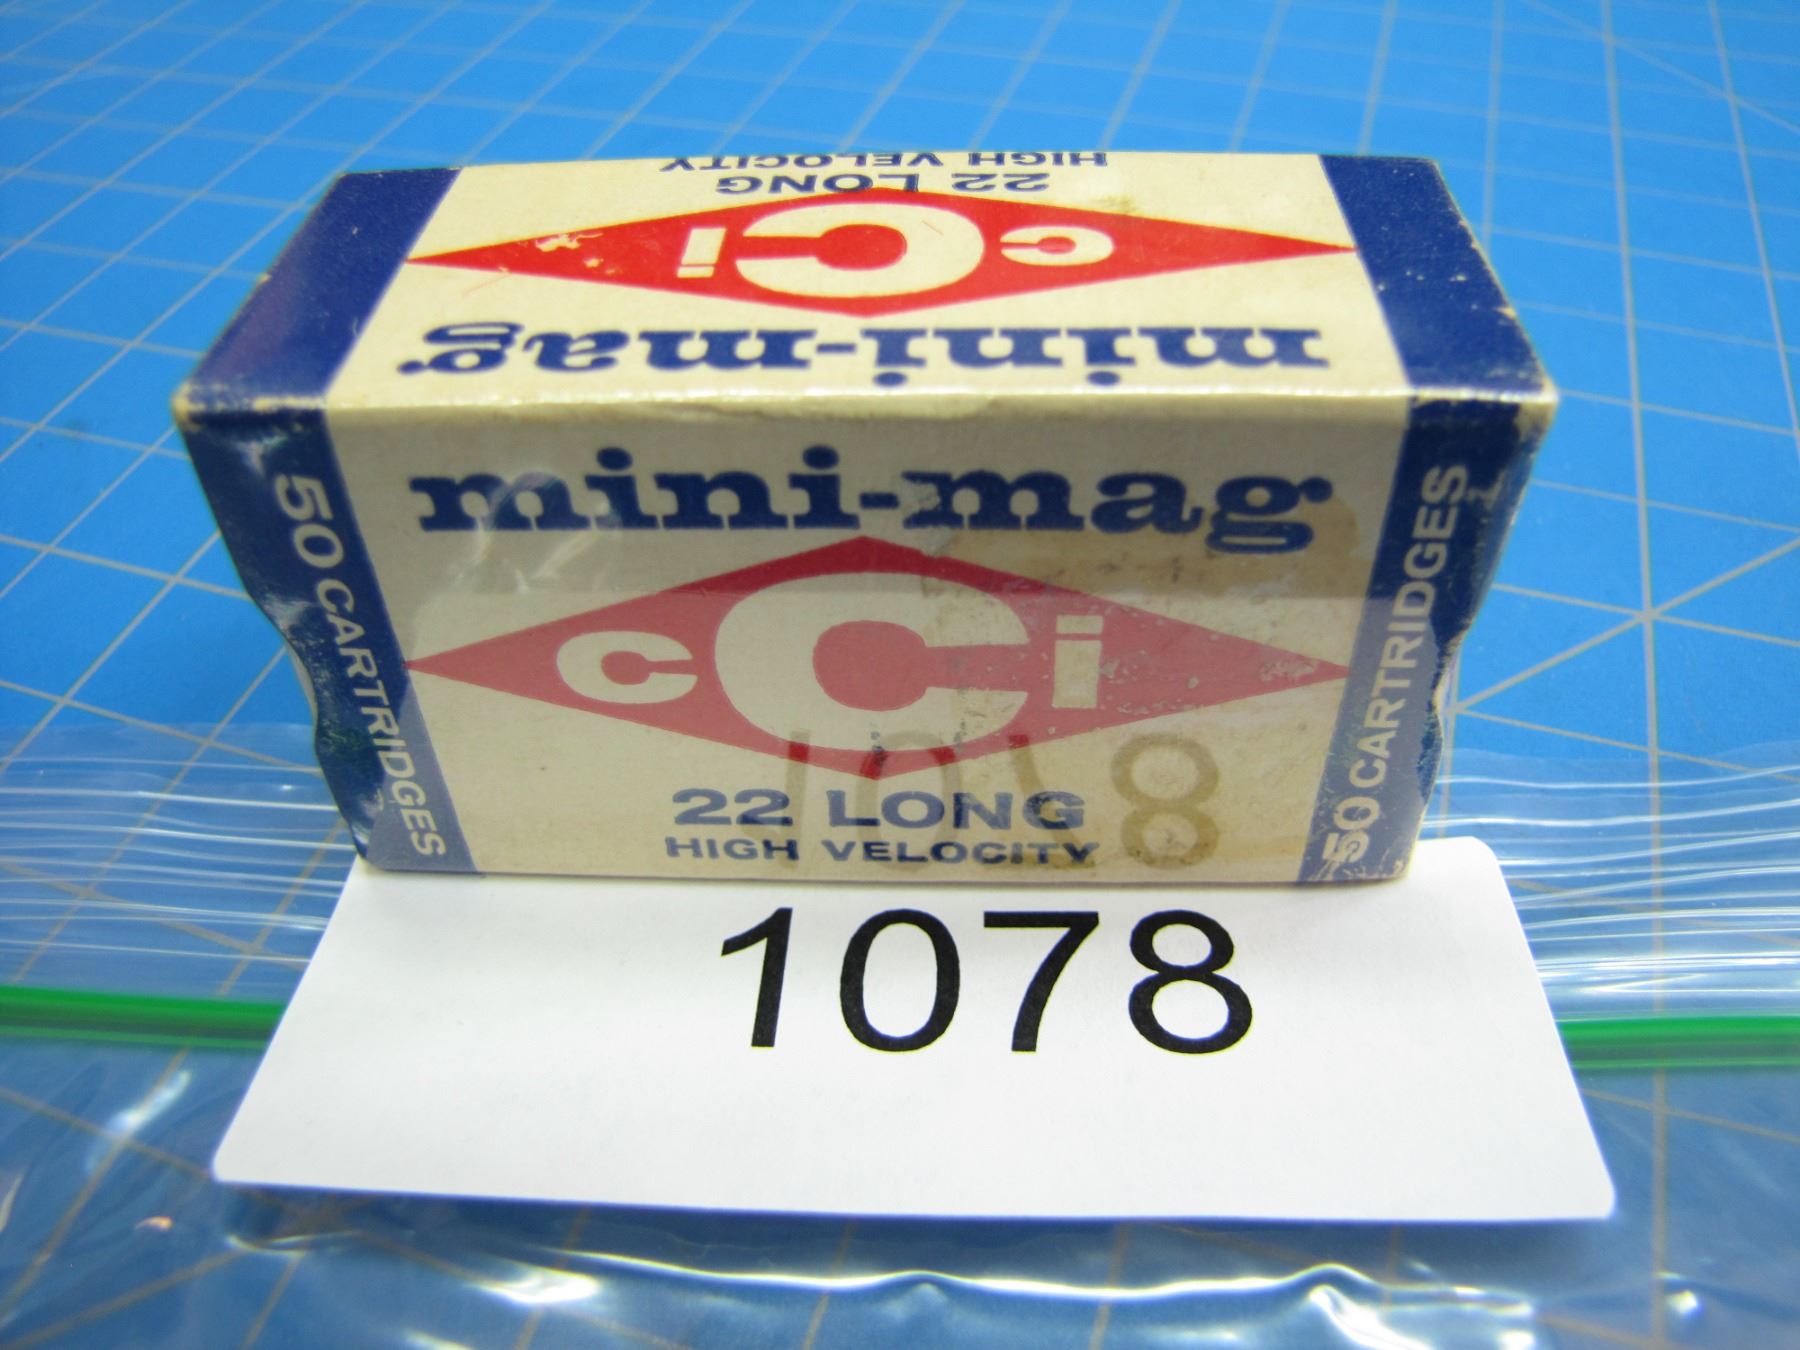 22 LONG
HIGH VELOCITY
cCi
mini-mag
mini-mag
cCi
22 LONG
HIGH VELOCITY
50 CARTRIDGES
50 CARTRIDGES
1078